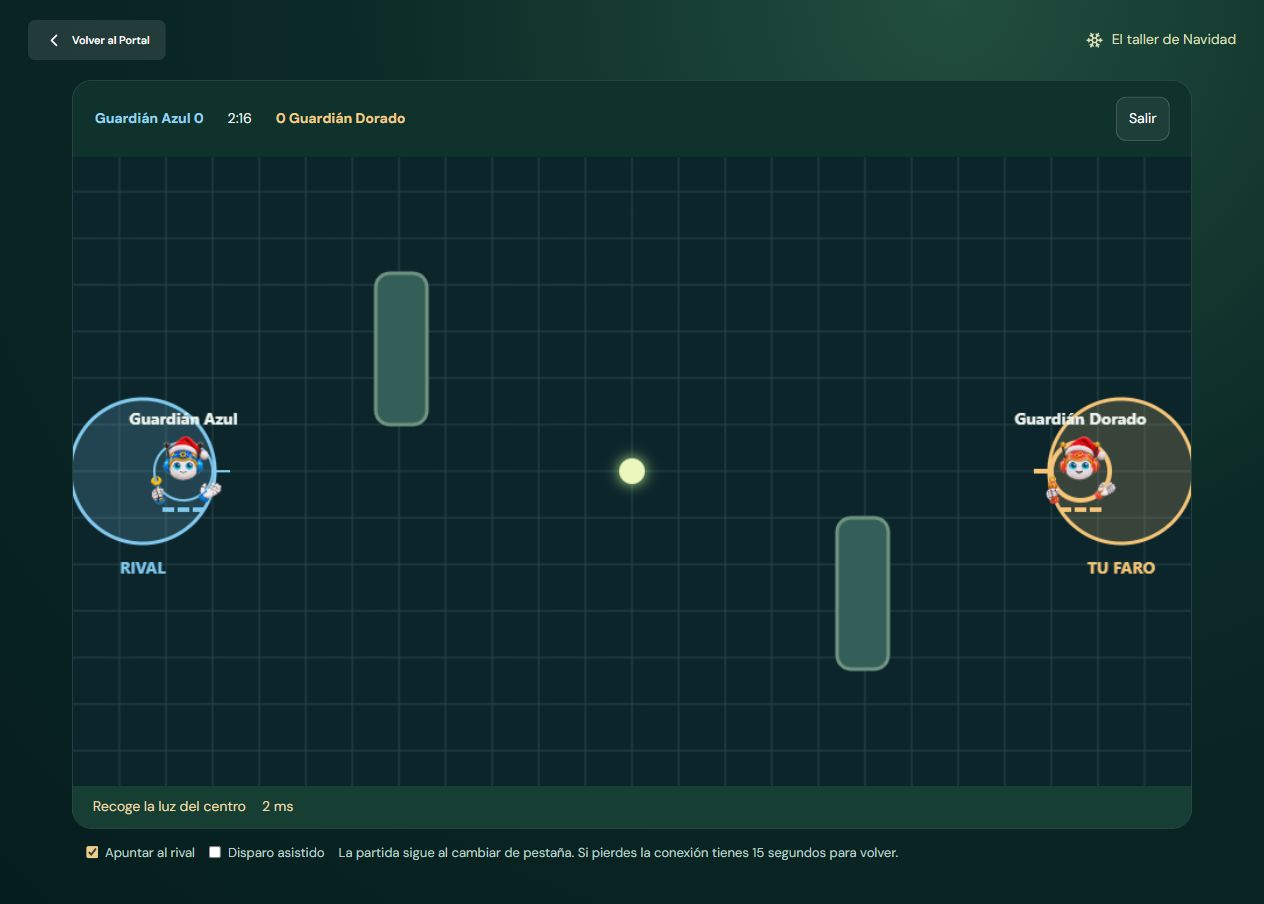 Volver al Portal
El taller de Navidad
Guardián Azul 0 2:16 0 Guardián Dorado
Salir
Guardián Azul
Guardián Dorado
RIVAL
TU FARO
Recoge la luz del centro 2 ms
Apuntar al rival Disparo asistido La partida sigue al cambiar de pestaña. Si pierdes la conexión tienes 15 segundos para volver.